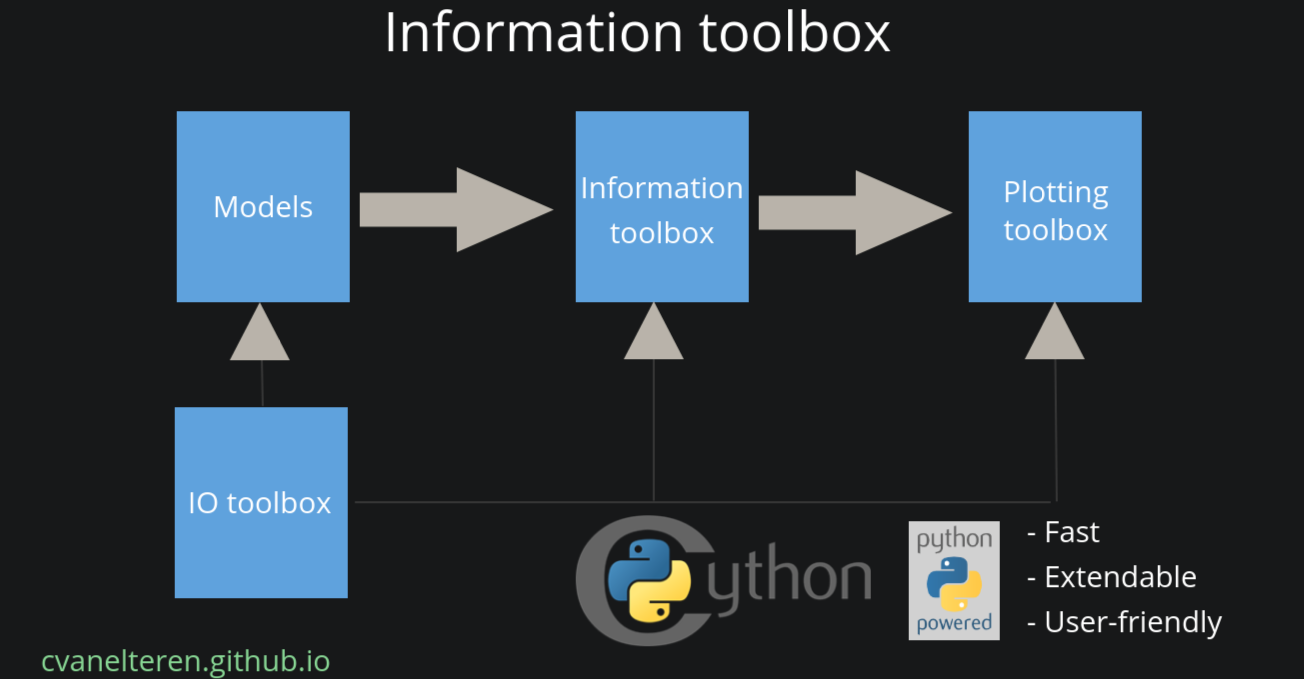 Information toolbox
Models
Information
toolbox
Plotting
toolbox
IO toolbox
Cython
python
powered
- Fast
- Extendable
- User-friendly
cvanelteren.github.io